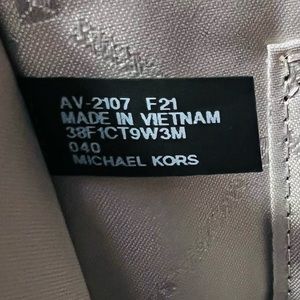 AV-2107 F21
MADE IN VIETNAM
38F1CT9W3M
040
MICHAEL KORS